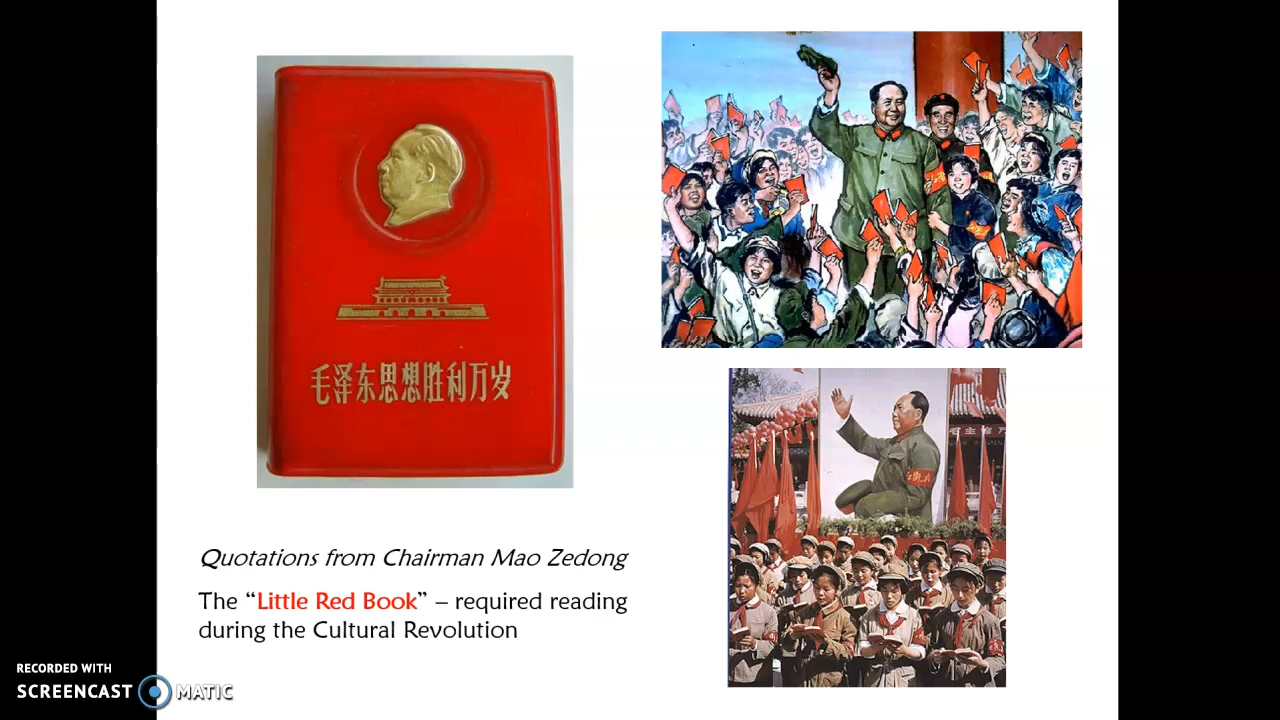 毛泽东思想胜利万岁
Quotations from Chairman Mao Zedong
The “Little Red Book” – required reading
during the Cultural Revolution
RECORDED WITH
SCREENCAST MATIC